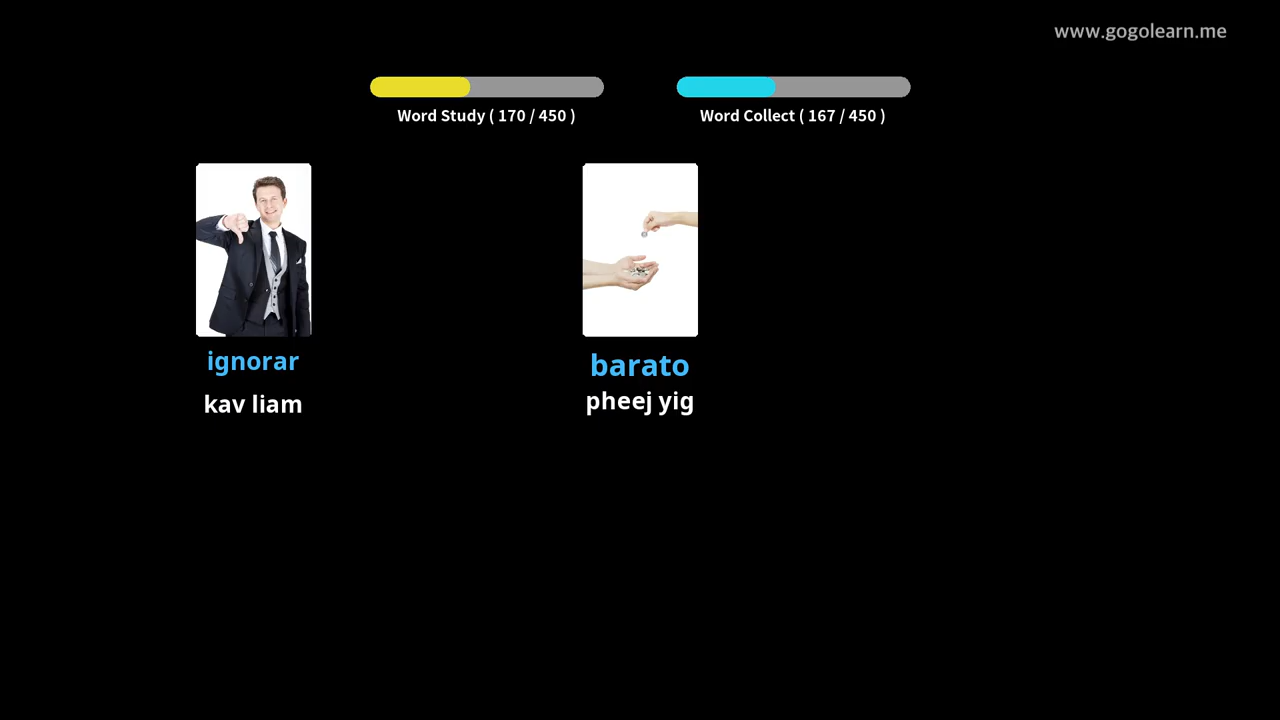 www.gogolearn.me
Word Study ( 170 / 450 )
Word Collect ( 167 / 450 )
ignorar
kav liam
barato
pheej yig